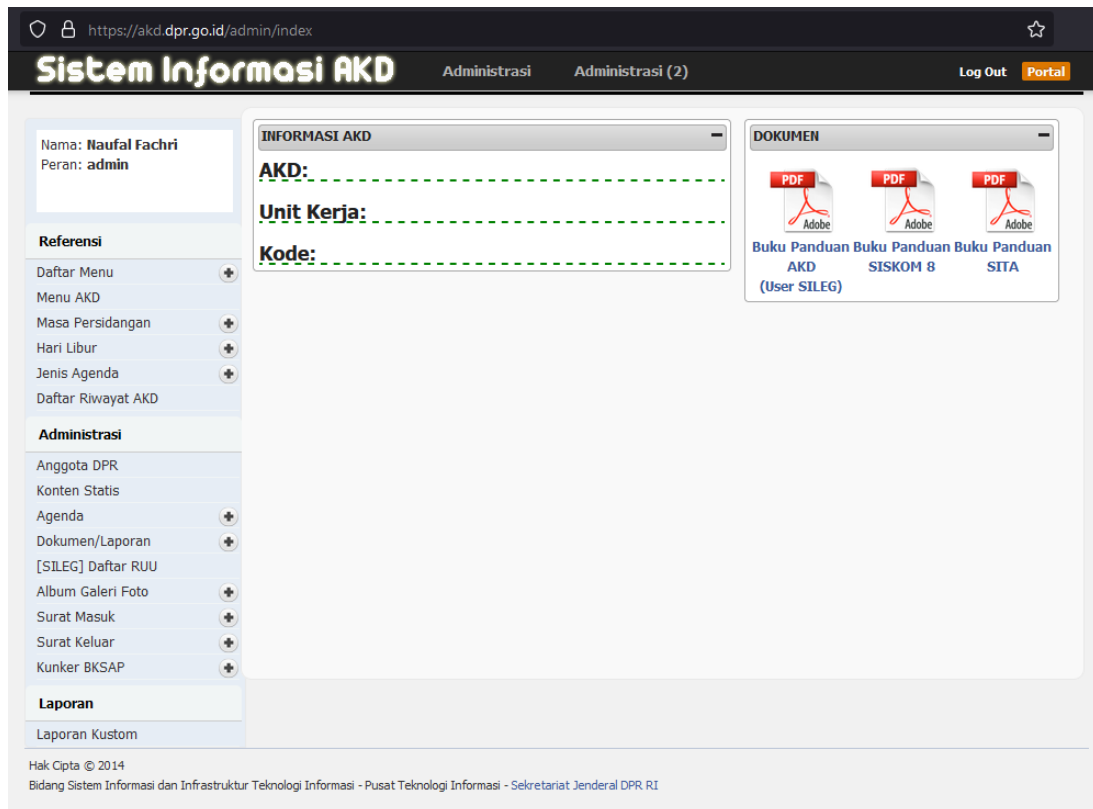 https://akd.dpr.go.id/admin/index
Sistem Informasi AKD
Administrasi
Administrasi (2)
Log Out
Portal
Nama: Naufal Fachri
Peran: admin
Referensi
Daftar Menu
Menu AKD
Masa Persidangan
Hari Libur
Jenis Agenda
Daftar Riwayat AKD
Administrasi
Anggota DPR
Konten Statis
Agenda
Dokumen/Laporan
[SILEG] Daftar RUU
Album Galeri Foto
Surat Masuk
Surat Keluar
Kunker BKSAP
Laporan
Laporan Kustom
INFORMASI AKD
AKD:
Unit Kerja:
Kode:
DOKUMEN
PDF
Adobe
Buku Panduan
AKD
(User SILEG)
PDF
Adobe
Buku Panduan
SISKOM 8
PDF
Adobe
Buku Panduan
SITA
Hak Cipta © 2014
Bidang Sistem Informasi dan Infrastruktur Teknologi Informasi - Pusat Teknologi Informasi - Sekretariat Jenderal DPR RI